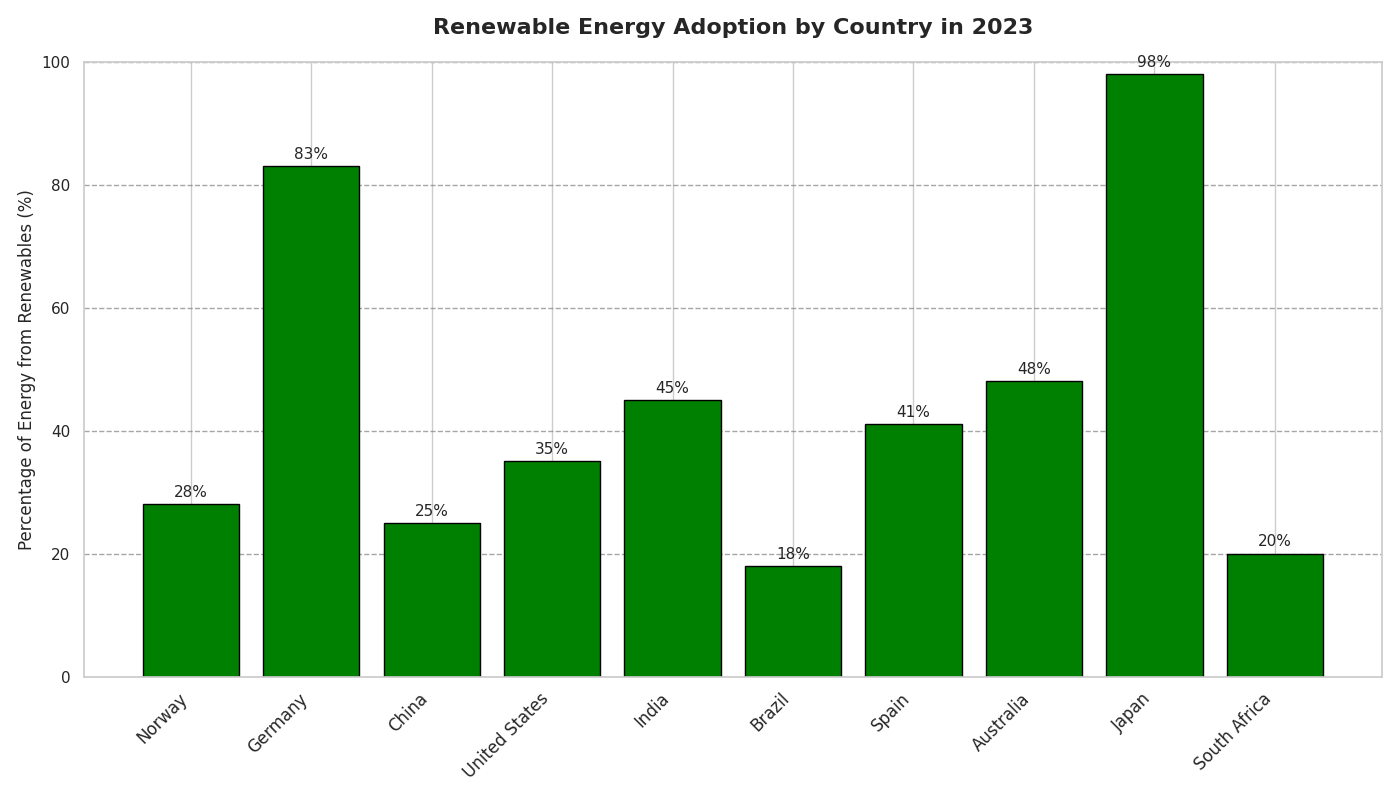 Renewable Energy Adoption by Country in 2023
Percentage of Energy from Renewables (%)
100
80
60
40
20
0
28%
83%
25%
35%
45%
18%
41%
48%
98%
20%
Norway
Germany
China
United States
India
Brazil
Spain
Australia
Japan
South Africa